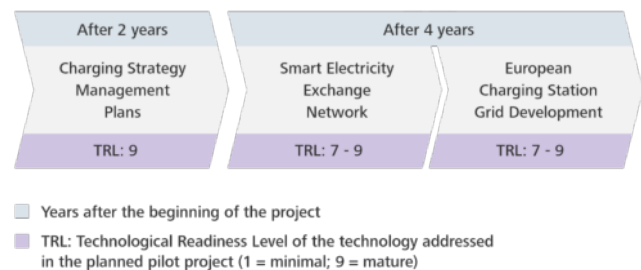 After 2 years
After 4 years
Charging Strategy
Management
Plans
Smart Electricity
Exchange
Network
European
Charging Station
Grid Development
TRL: 9
TRL: 7 - 9
TRL: 7 - 9
Years after the beginning of the project
TRL: Technological Readiness Level of the technology addressed
in the planned pilot project (1 = minimal; 9 = mature)